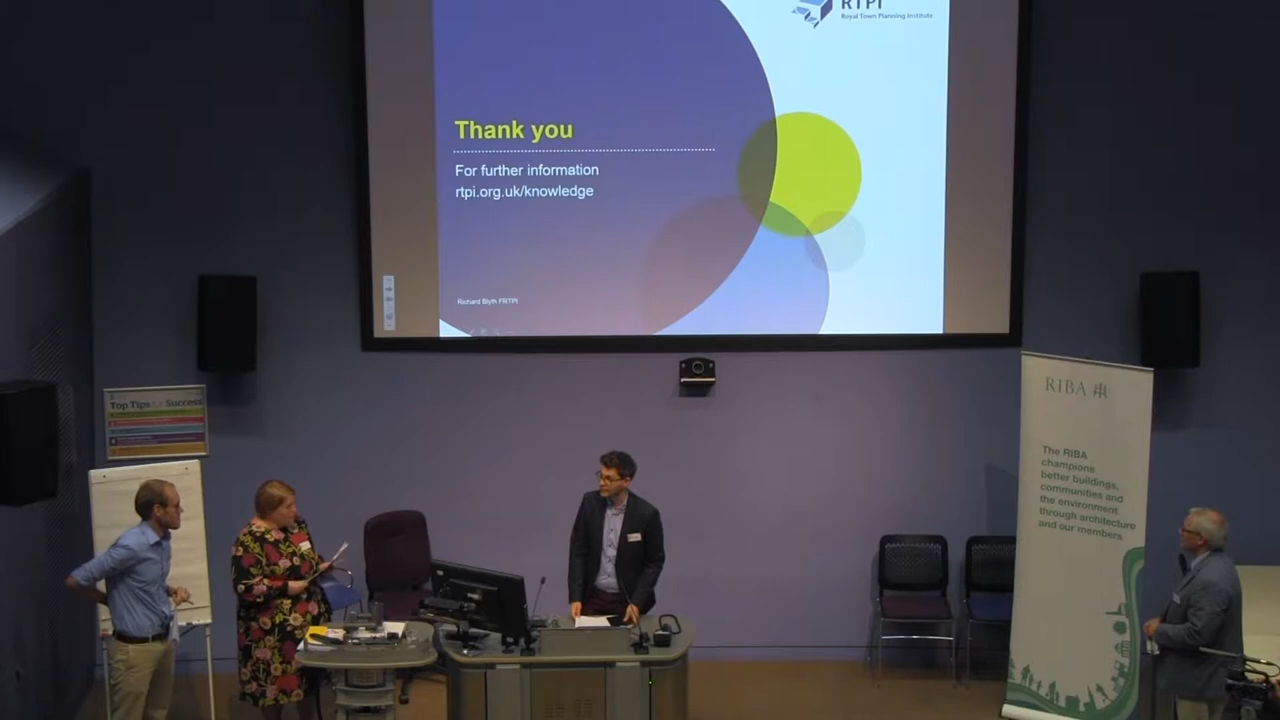 RTPI
Royal Town Planning Institute
Thank you
For further information
rtpi.org.uk/knowledge
Richard Blyth FRTPI
Top Tips for Success
RIBA
The RIBA
champions
better buildings,
communities and
the environment
through architecture
and our members